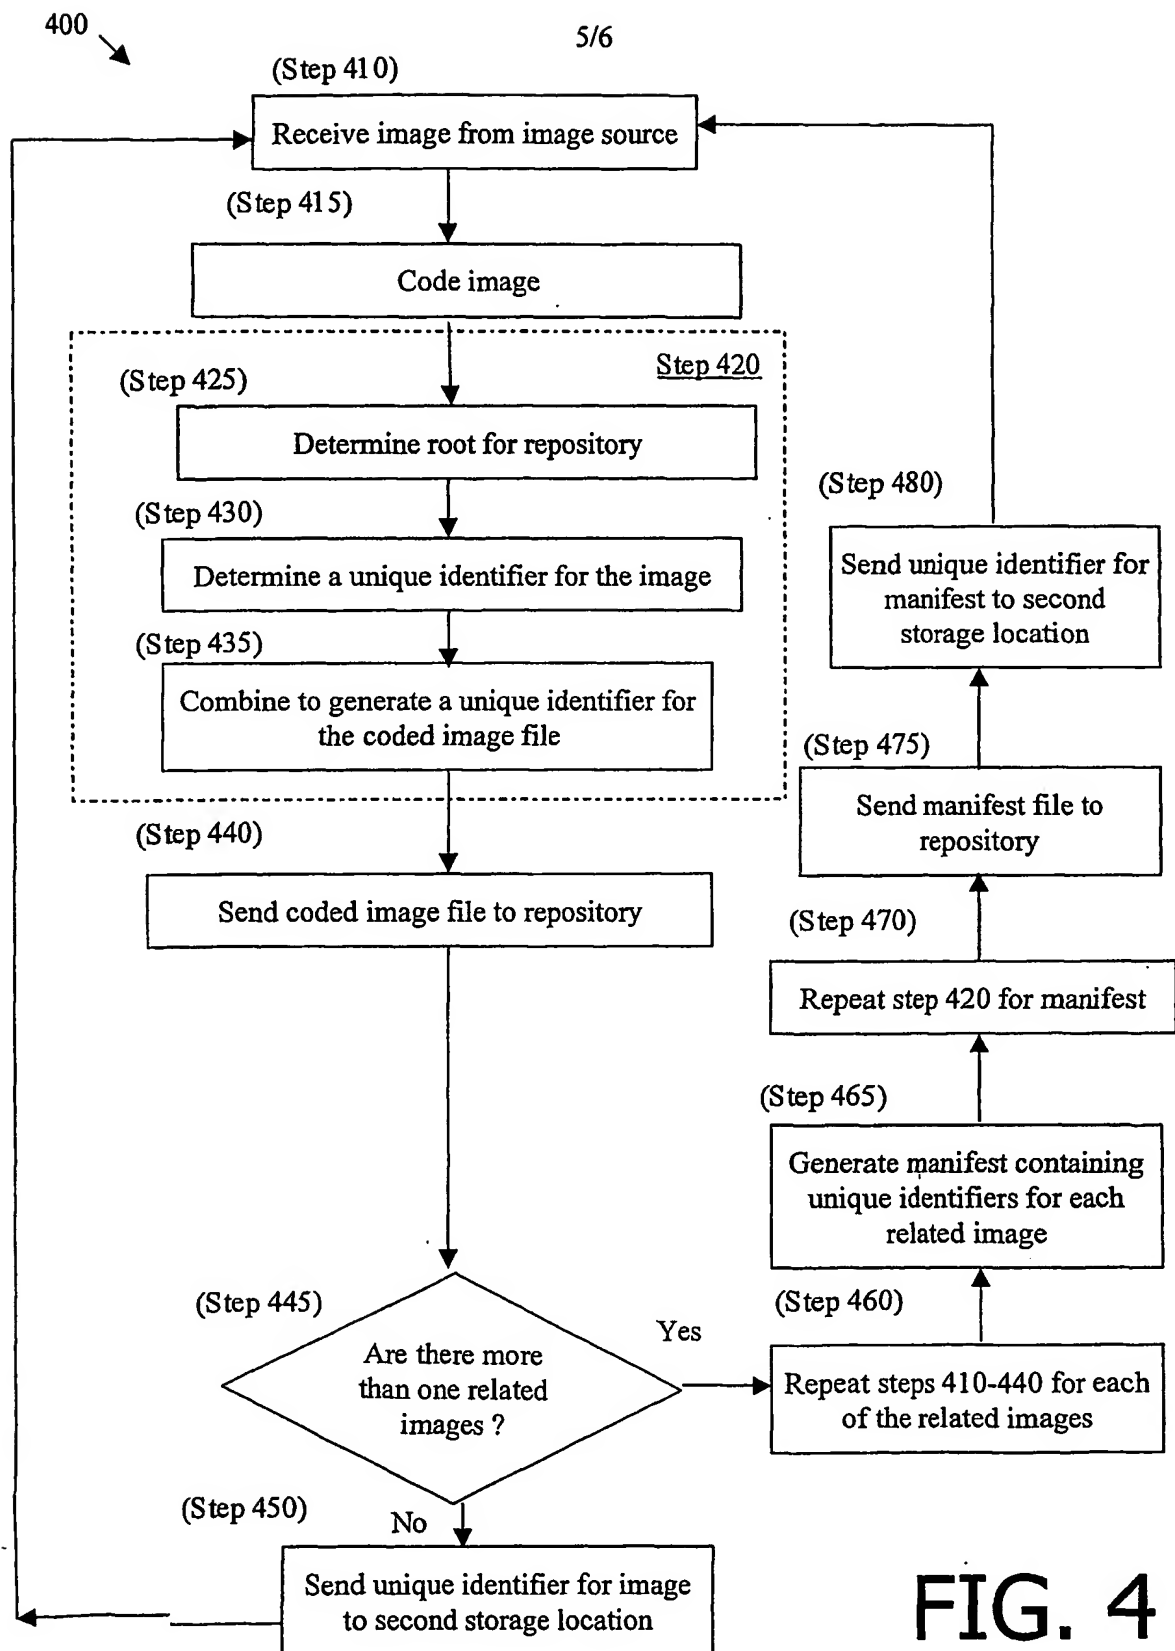 400
5/6
(Step 410)
Receive image from image source
(Step 415)
Code image
Step 420
(Step 425)
Determine root for repository
(Step 430)
Determine a unique identifier for the image
(Step 435)
Combine to generate a unique identifier for
the coded image file
(Step 440)
Send coded image file to repository
(Step 445)
Are there more
than one related
images ?
Yes
No
(Step 450)
Send unique identifier for image
to second storage location
(Step 460)
Repeat steps 410-440 for each
of the related images
(Step 465)
Generate manifest containing
unique identifiers for each
related image
(Step 470)
Repeat step 420 for manifest
(Step 475)
Send manifest file to
repository
(Step 480)
Send unique identifier for
manifest to second
storage location
FIG. 4